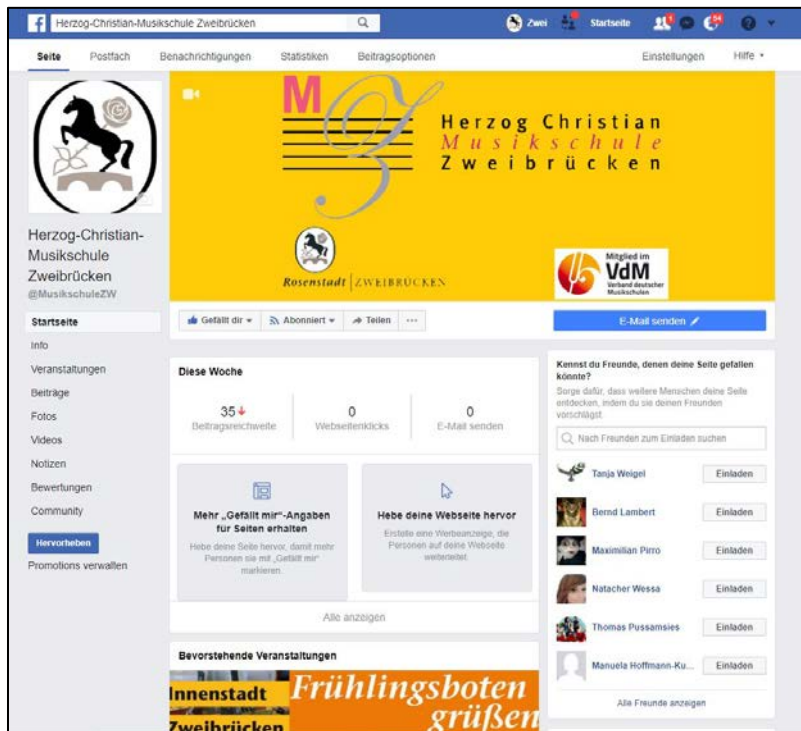 Herzog-Christian-Musikschule Zweibrücken
Zwei
Startseite
1
54
Seite
Postfach
Benachrichtigungen
Statistiken
Beitragsoptionen
Einstellungen
Hilfe
M
Z
Herzog Christian
Musikschule
Zweibrücken
Rosenstadt | ZWEIBRÜCKEN
Mitglied im
VdM
Verband deutscher
Musikschulen
Herzog-Christian-
Musikschule
Zweibrücken
@MusikschuleZW
Startseite
Info
Veranstaltungen
Beiträge
Fotos
Videos
Notizen
Bewertungen
Community
Hervorheben
Promotions verwalten
Gefällt dir
Abonniert
Teilen
...
E-Mail senden
Diese Woche
35
Beitragsreichweite
0
Webseitenklicks
0
E-Mail senden
Mehr „Gefällt mir“-Angaben
für Seiten erhalten
Hebe deine Seite hervor, damit mehr
Personen sie mit „Gefällt mir“
markieren.
Hebe deine Webseite hervor
Erstelle eine Werbeanzeige, die
Personen auf deine Webseite
weiterleitet.
Alle anzeigen
Bevorstehende Veranstaltungen
Innenstadt
Zweibrücken
Frühlingsboten
grüßen
Kennst du Freunde, denen deine Seite gefallen
könnte?
Sorge dafür, dass weitere Menschen deine Seite
entdecken, indem du sie deinen Freunden
vorschlägst.
Nach Freunden zum Einladen suchen
Tanja Weigel
Einladen
Bernd Lambert
Einladen
Maximilian Pirro
Einladen
Natacher Wessa
Einladen
Thomas Pussamsies
Einladen
Manuela Hoffmann-Ku...
Einladen
Alle Freunde anzeigen